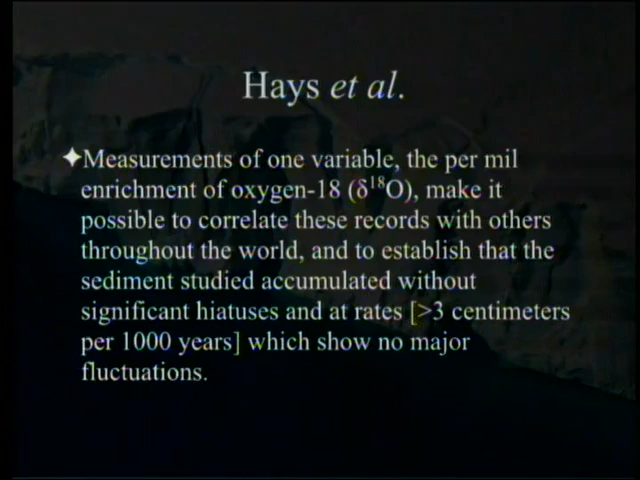 Hays et al.
✦Measurements of one variable, the per mil
enrichment of oxygen-18 (δ¹⁸O), make it
possible to correlate these records with others
throughout the world, and to establish that the
sediment studied accumulated without
significant hiatuses and at rates [>3 centimeters
per 1000 years] which show no major
fluctuations.